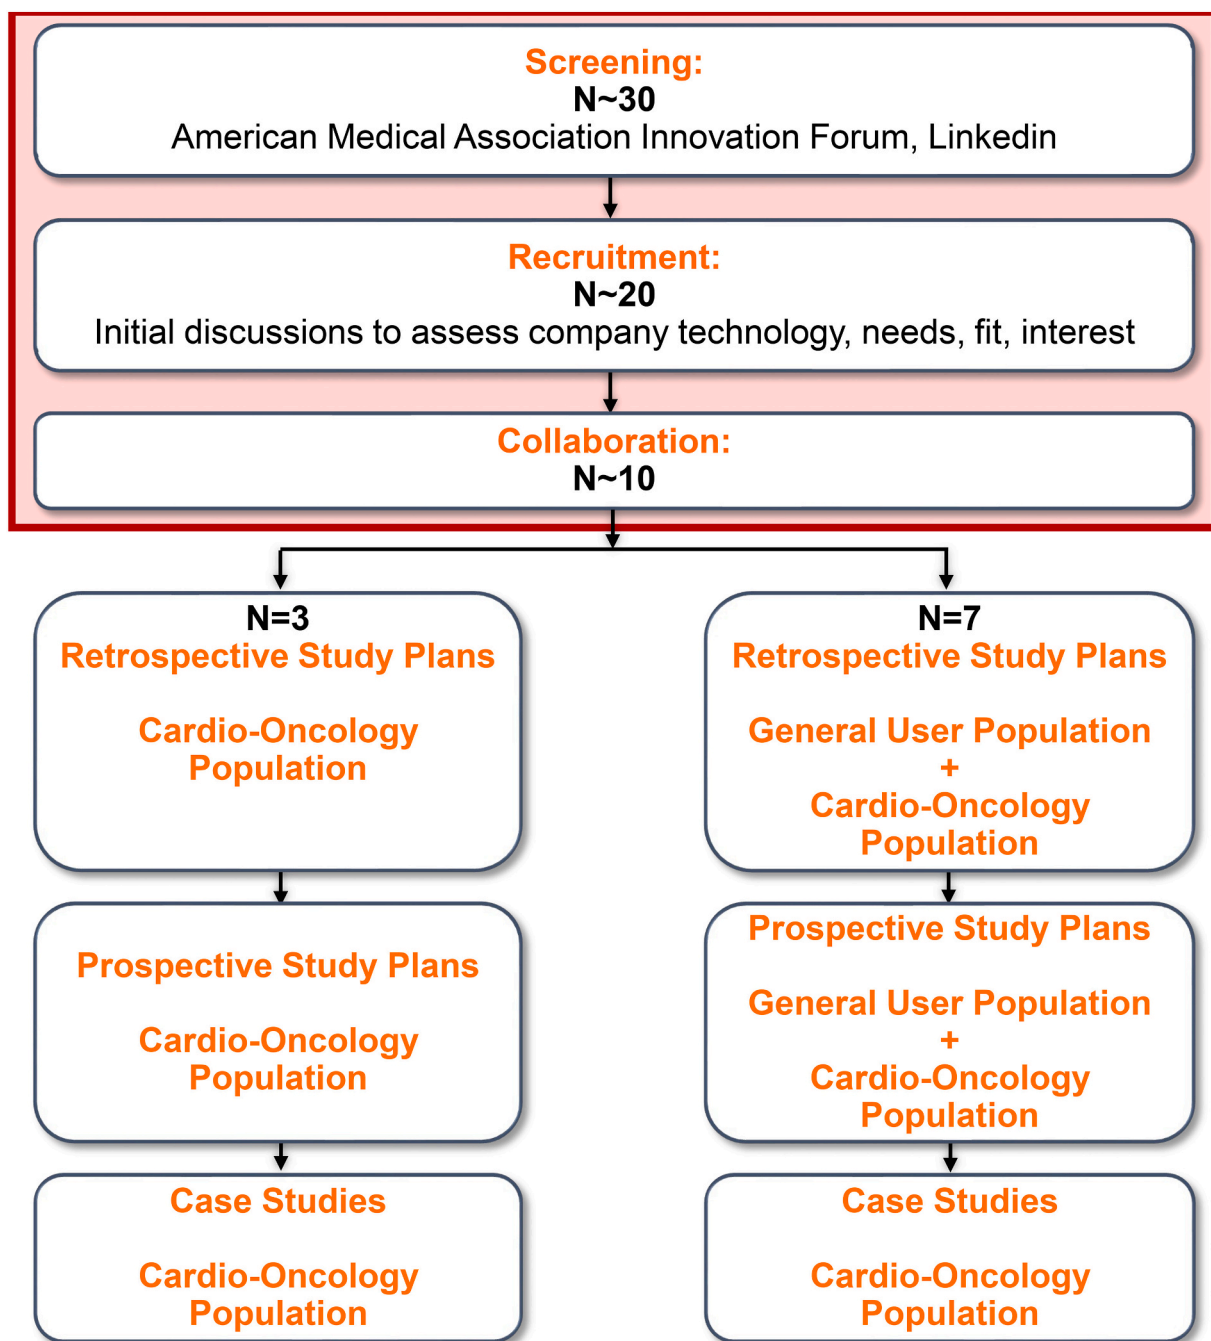 Screening:
N~30
American Medical Association Innovation Forum, Linkedin
Recruitment:
N~20
Initial discussions to assess company technology, needs, fit, interest
Collaboration:
N~10
N=3
Retrospective Study Plans
Cardio-Oncology
Population
N=7
Retrospective Study Plans
General User Population
+
Cardio-Oncology
Population
Prospective Study Plans
Cardio-Oncology
Population
Prospective Study Plans
General User Population
+
Cardio-Oncology
Population
Case Studies
Cardio-Oncology
Population
Case Studies
Cardio-Oncology
Population